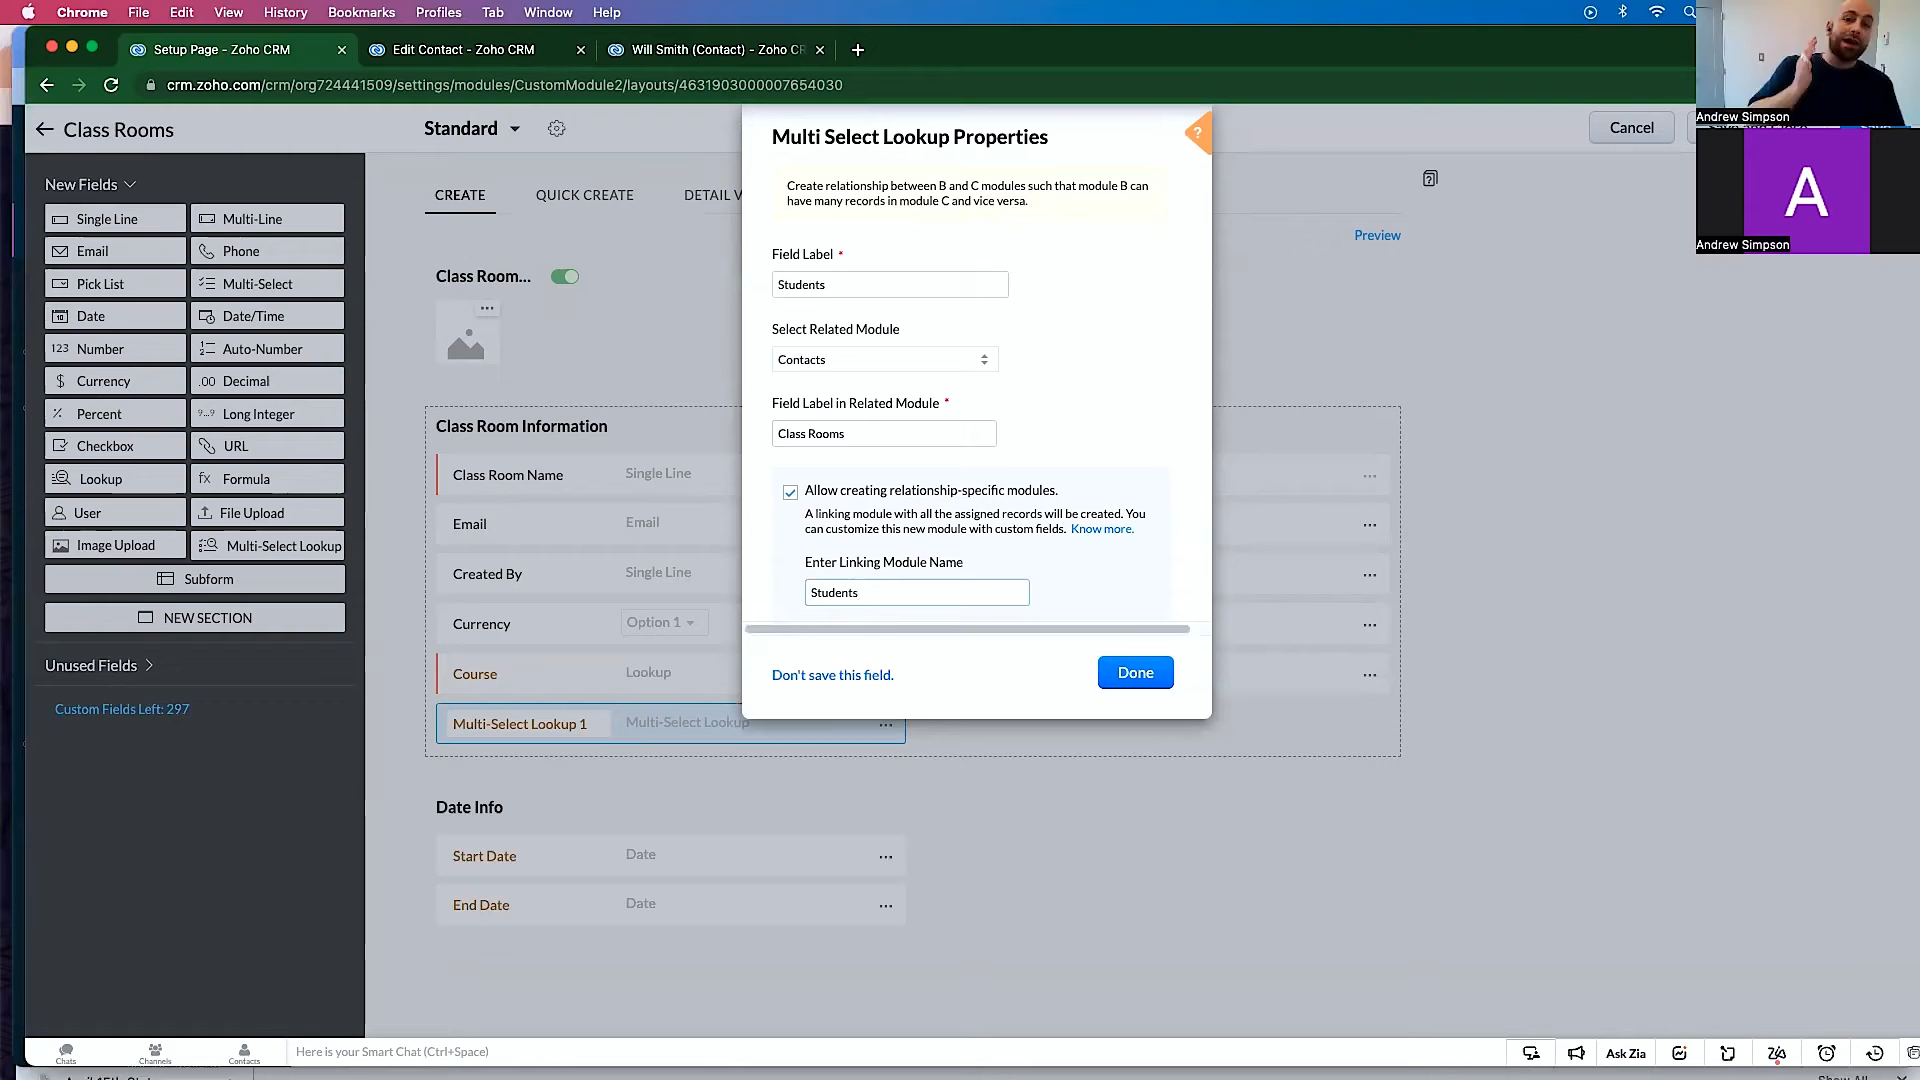 Chrome File Edit View History Bookmarks Profiles Tab Window Help
Setup Page - Zoho CRM
Edit Contact - Zoho CRM
Will Smith (Contact) - Zoho CR
crm.zoho.com/crm/org724441509/settings/modules/CustomModule2/layouts/4631903000007654030
Class Rooms
Standard
Cancel
New Fields
Single Line
Multi-Line
Email
Phone
Pick List
Multi-Select
Date
Date/Time
123 Number
Auto-Number
$ Currency
.00 Decimal
Percent
Long Integer
Checkbox
URL
Lookup
fx Formula
User
File Upload
Image Upload
Multi-Select Lookup
Subform
NEW SECTION
Unused Fields
Custom Fields Left: 297
CREATE
QUICK CREATE
DETAIL V
Preview
Class Room...
Class Room Information
Class Room Name
Single Line
Email
Email
Created By
Single Line
Currency
Option 1
Course
Lookup
Multi-Select Lookup 1
Multi-Select Lookup
Date Info
Start Date
Date
End Date
Date
Multi Select Lookup Properties
?
Create relationship between B and C modules such that module B can
have many records in module C and vice versa.
Field Label *
Students
Select Related Module
Contacts
Field Label in Related Module *
Class Rooms
Allow creating relationship-specific modules.
A linking module with all the assigned records will be created. You
can customize this new module with custom fields. Know more.
Enter Linking Module Name
Students
Don't save this field.
Done
Andrew Simpson
A
Andrew Simpson
Chats
Channels
Contacts
Here is your Smart Chat (Ctrl+Space)
Ask Zia